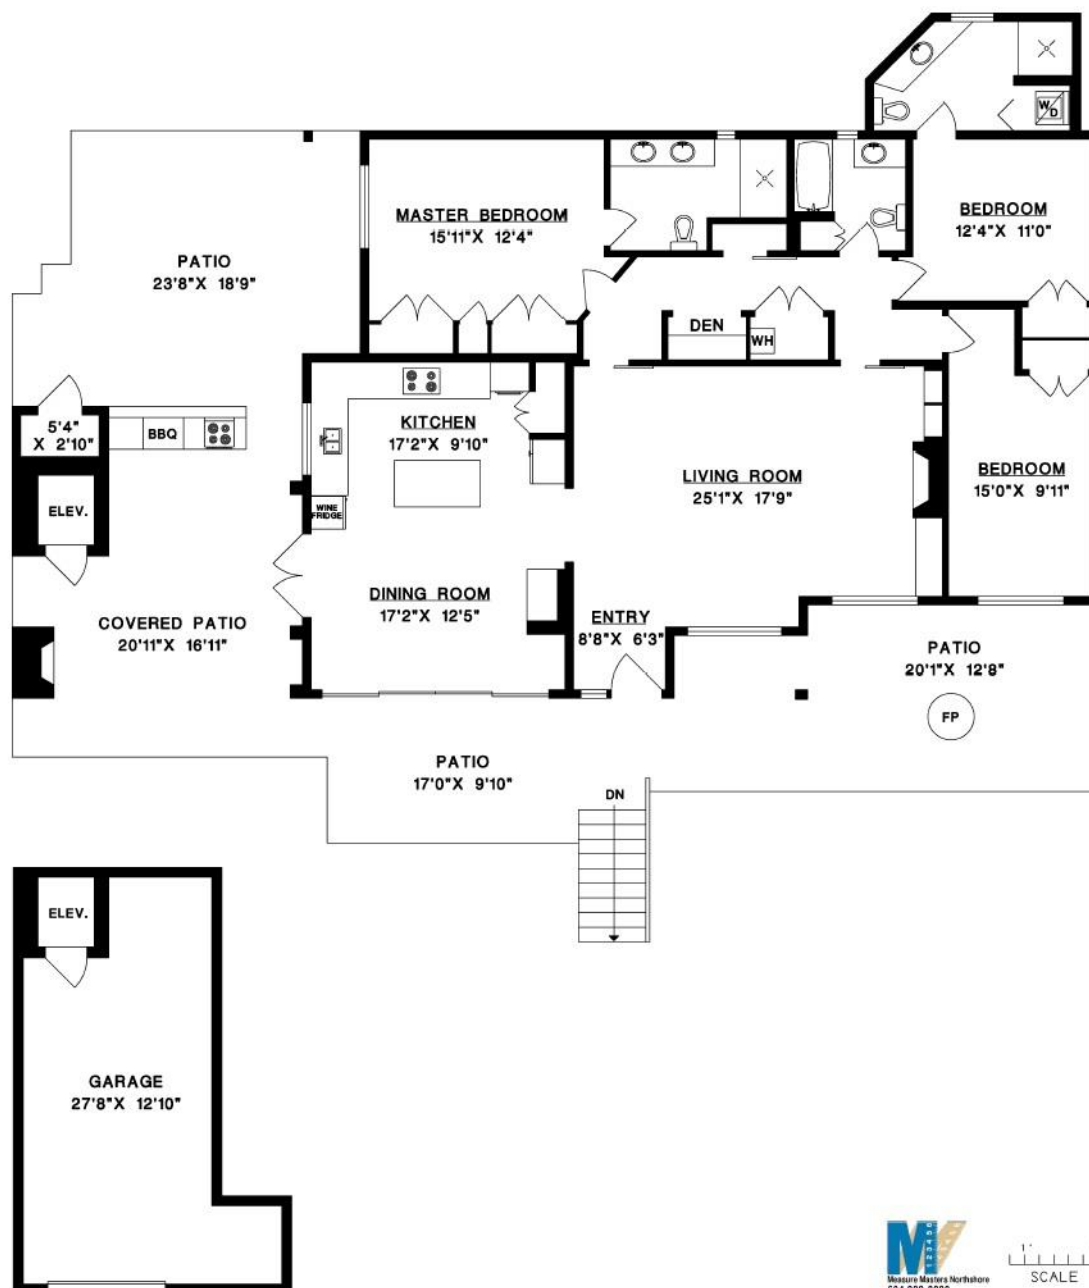 W
D
MASTER BEDROOM
15'11"X 12'4"
BEDROOM
12'4"X 11'0"
PATIO
23'8"X 18'9"
DEN
WH
5'4"
X 2'10"
BBQ
KITCHEN
17'2"X 9'10"
LIVING ROOM
25'1"X 17'9"
BEDROOM
15'0"X 9'11"
ELEV.
WINE
FRIDGE
DINING ROOM
17'2"X 12'5"
COVERED PATIO
20'11"X 16'11"
ENTRY
8'8"X 6'3"
PATIO
20'1"X 12'8"
FP
PATIO
17'0"X 9'10"
DN
ELEV.
GARAGE
27'8"X 12'10"
M
123456
Measure Masters Northshore
1'
SCALE